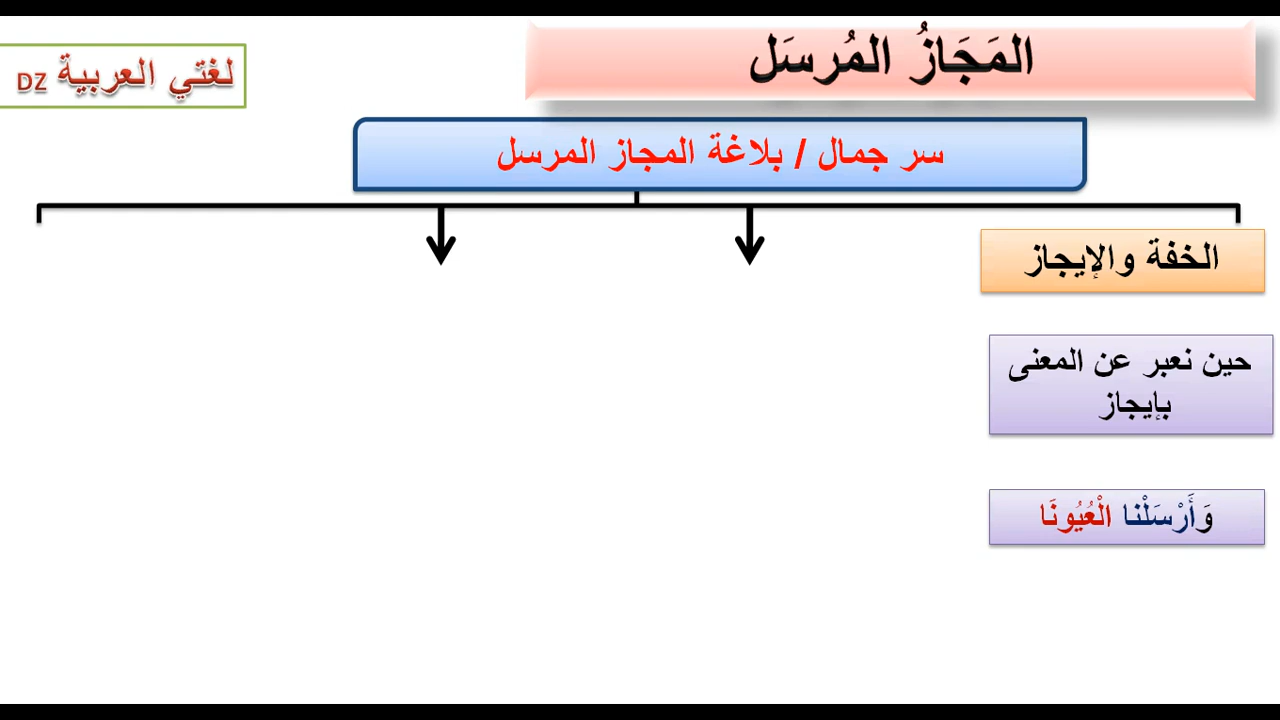 المَجَازُ المُرسَل
لغتي العربية DZ
سر جمال / بلاغة المجاز المرسل
الخفة والإيجاز
حين نعبر عن المعنى
بإيجاز
وَأَرْسَلْنا الْعُيُونَا